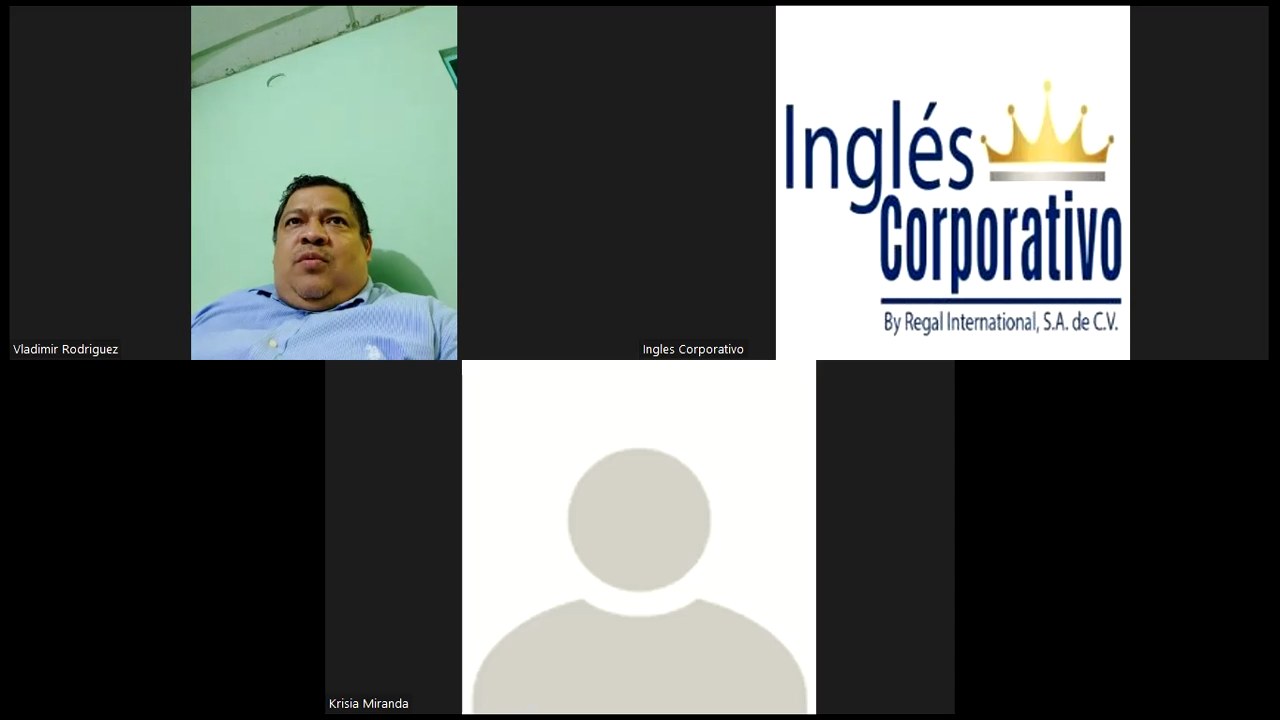 Inglés
Corporativo
By Regal International, S.A. de C.V.
Vladimir Rodriguez
Ingles Corporativo
Krisia Miranda